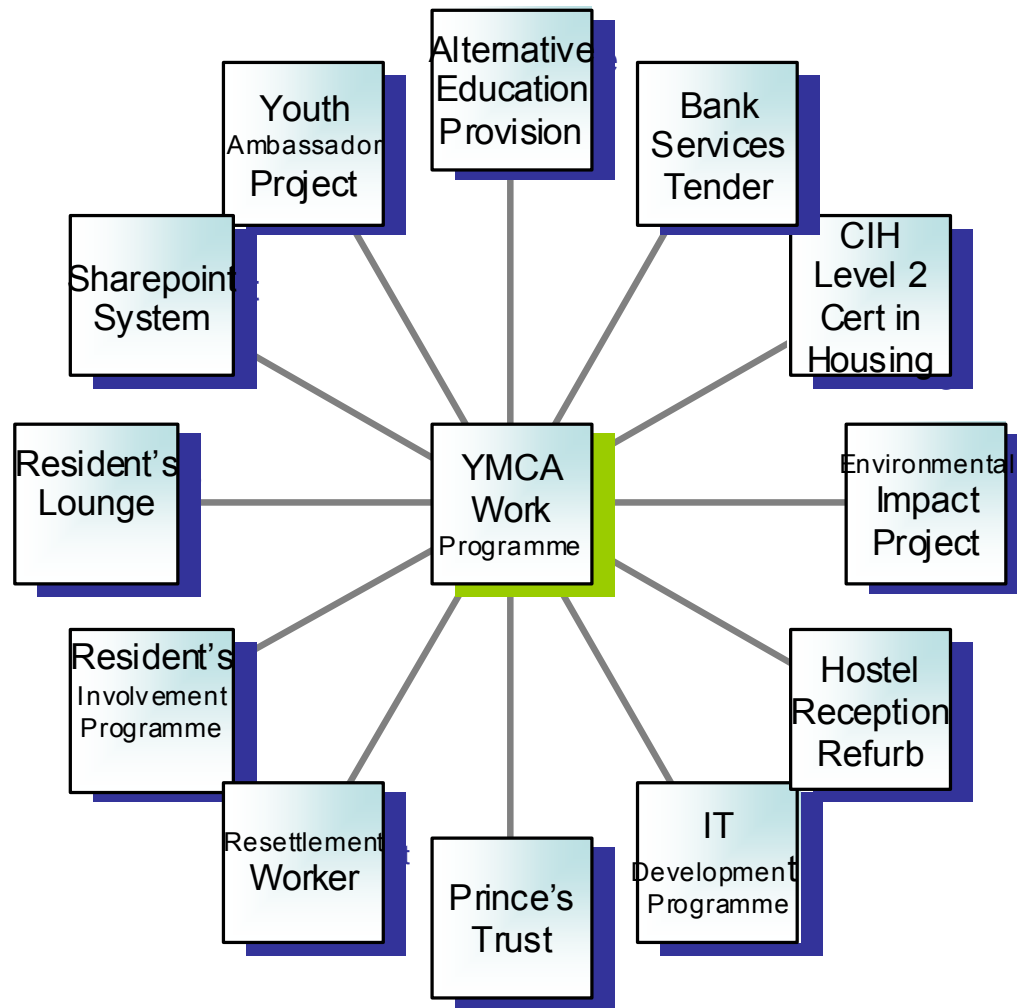 Alternative
Education
Provision
Bank
Services
Tender
CIH
Level 2
Cert in
Housing
Environmental
Impact
Project
Hostel
Reception
Refurb
IT
Development
Programme
Prince's
Trust
Resettlement
Worker
Resident's
Involvement
Programme
Resident's
Lounge
Sharepoint
System
Youth
Ambassador
Project
YMCA
Work
Programme